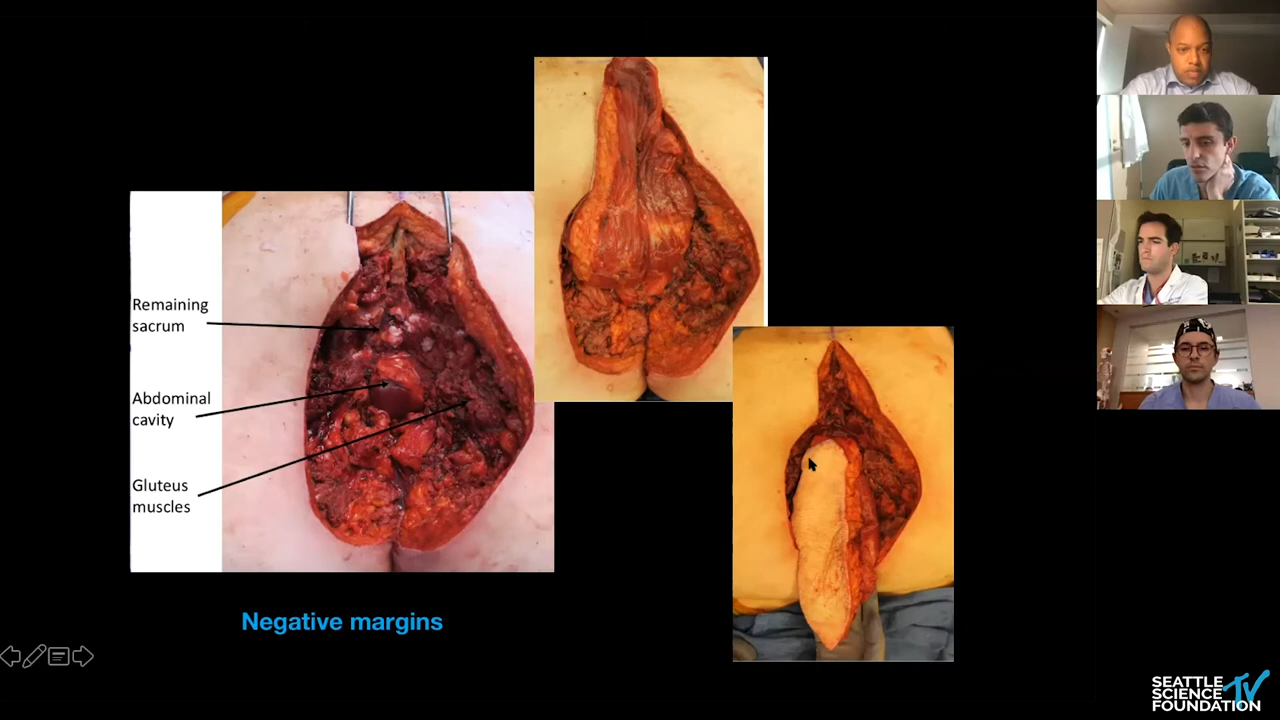 Remaining
sacrum
Abdominal
cavity
Gluteus
muscles
Negative margins
SEATTLE
SCIENCE
FOUNDATION
TV